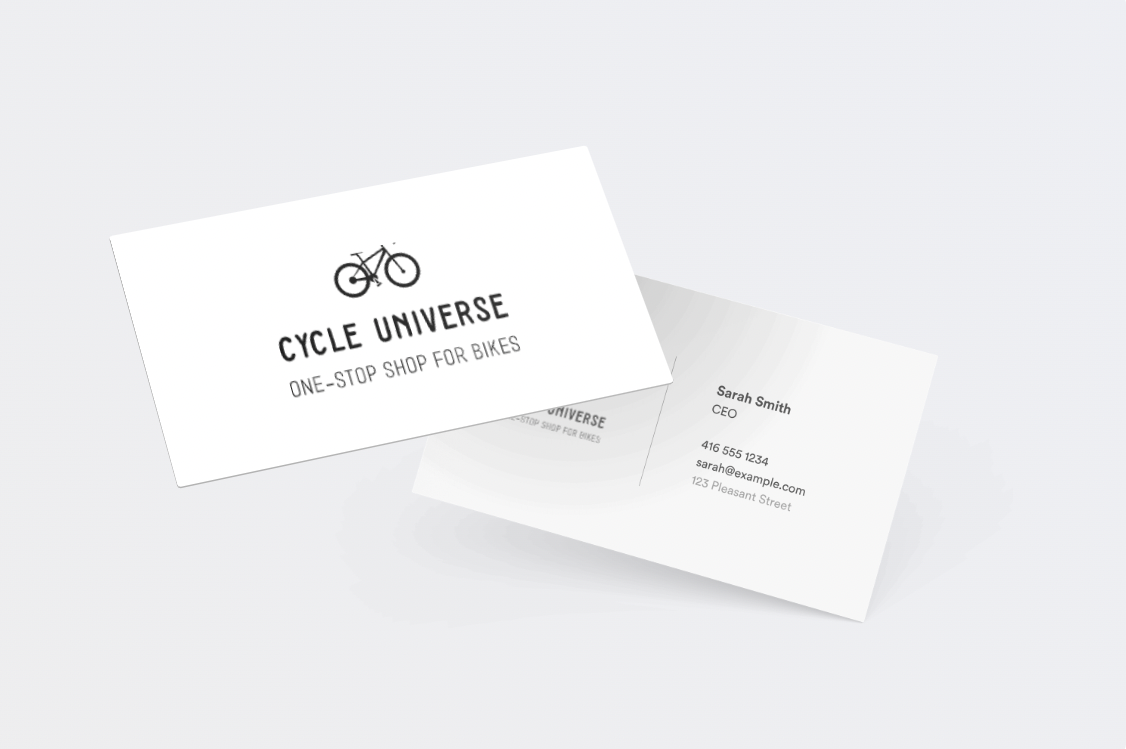 CYCLE UNIVERSE
ONE-STOP SHOP FOR BIKES
UNIVERSE
-STOP SHOP FOR BIKES
Sarah Smith
CEO
416 555 1234
sarah@example.com
123 Pleasant Street